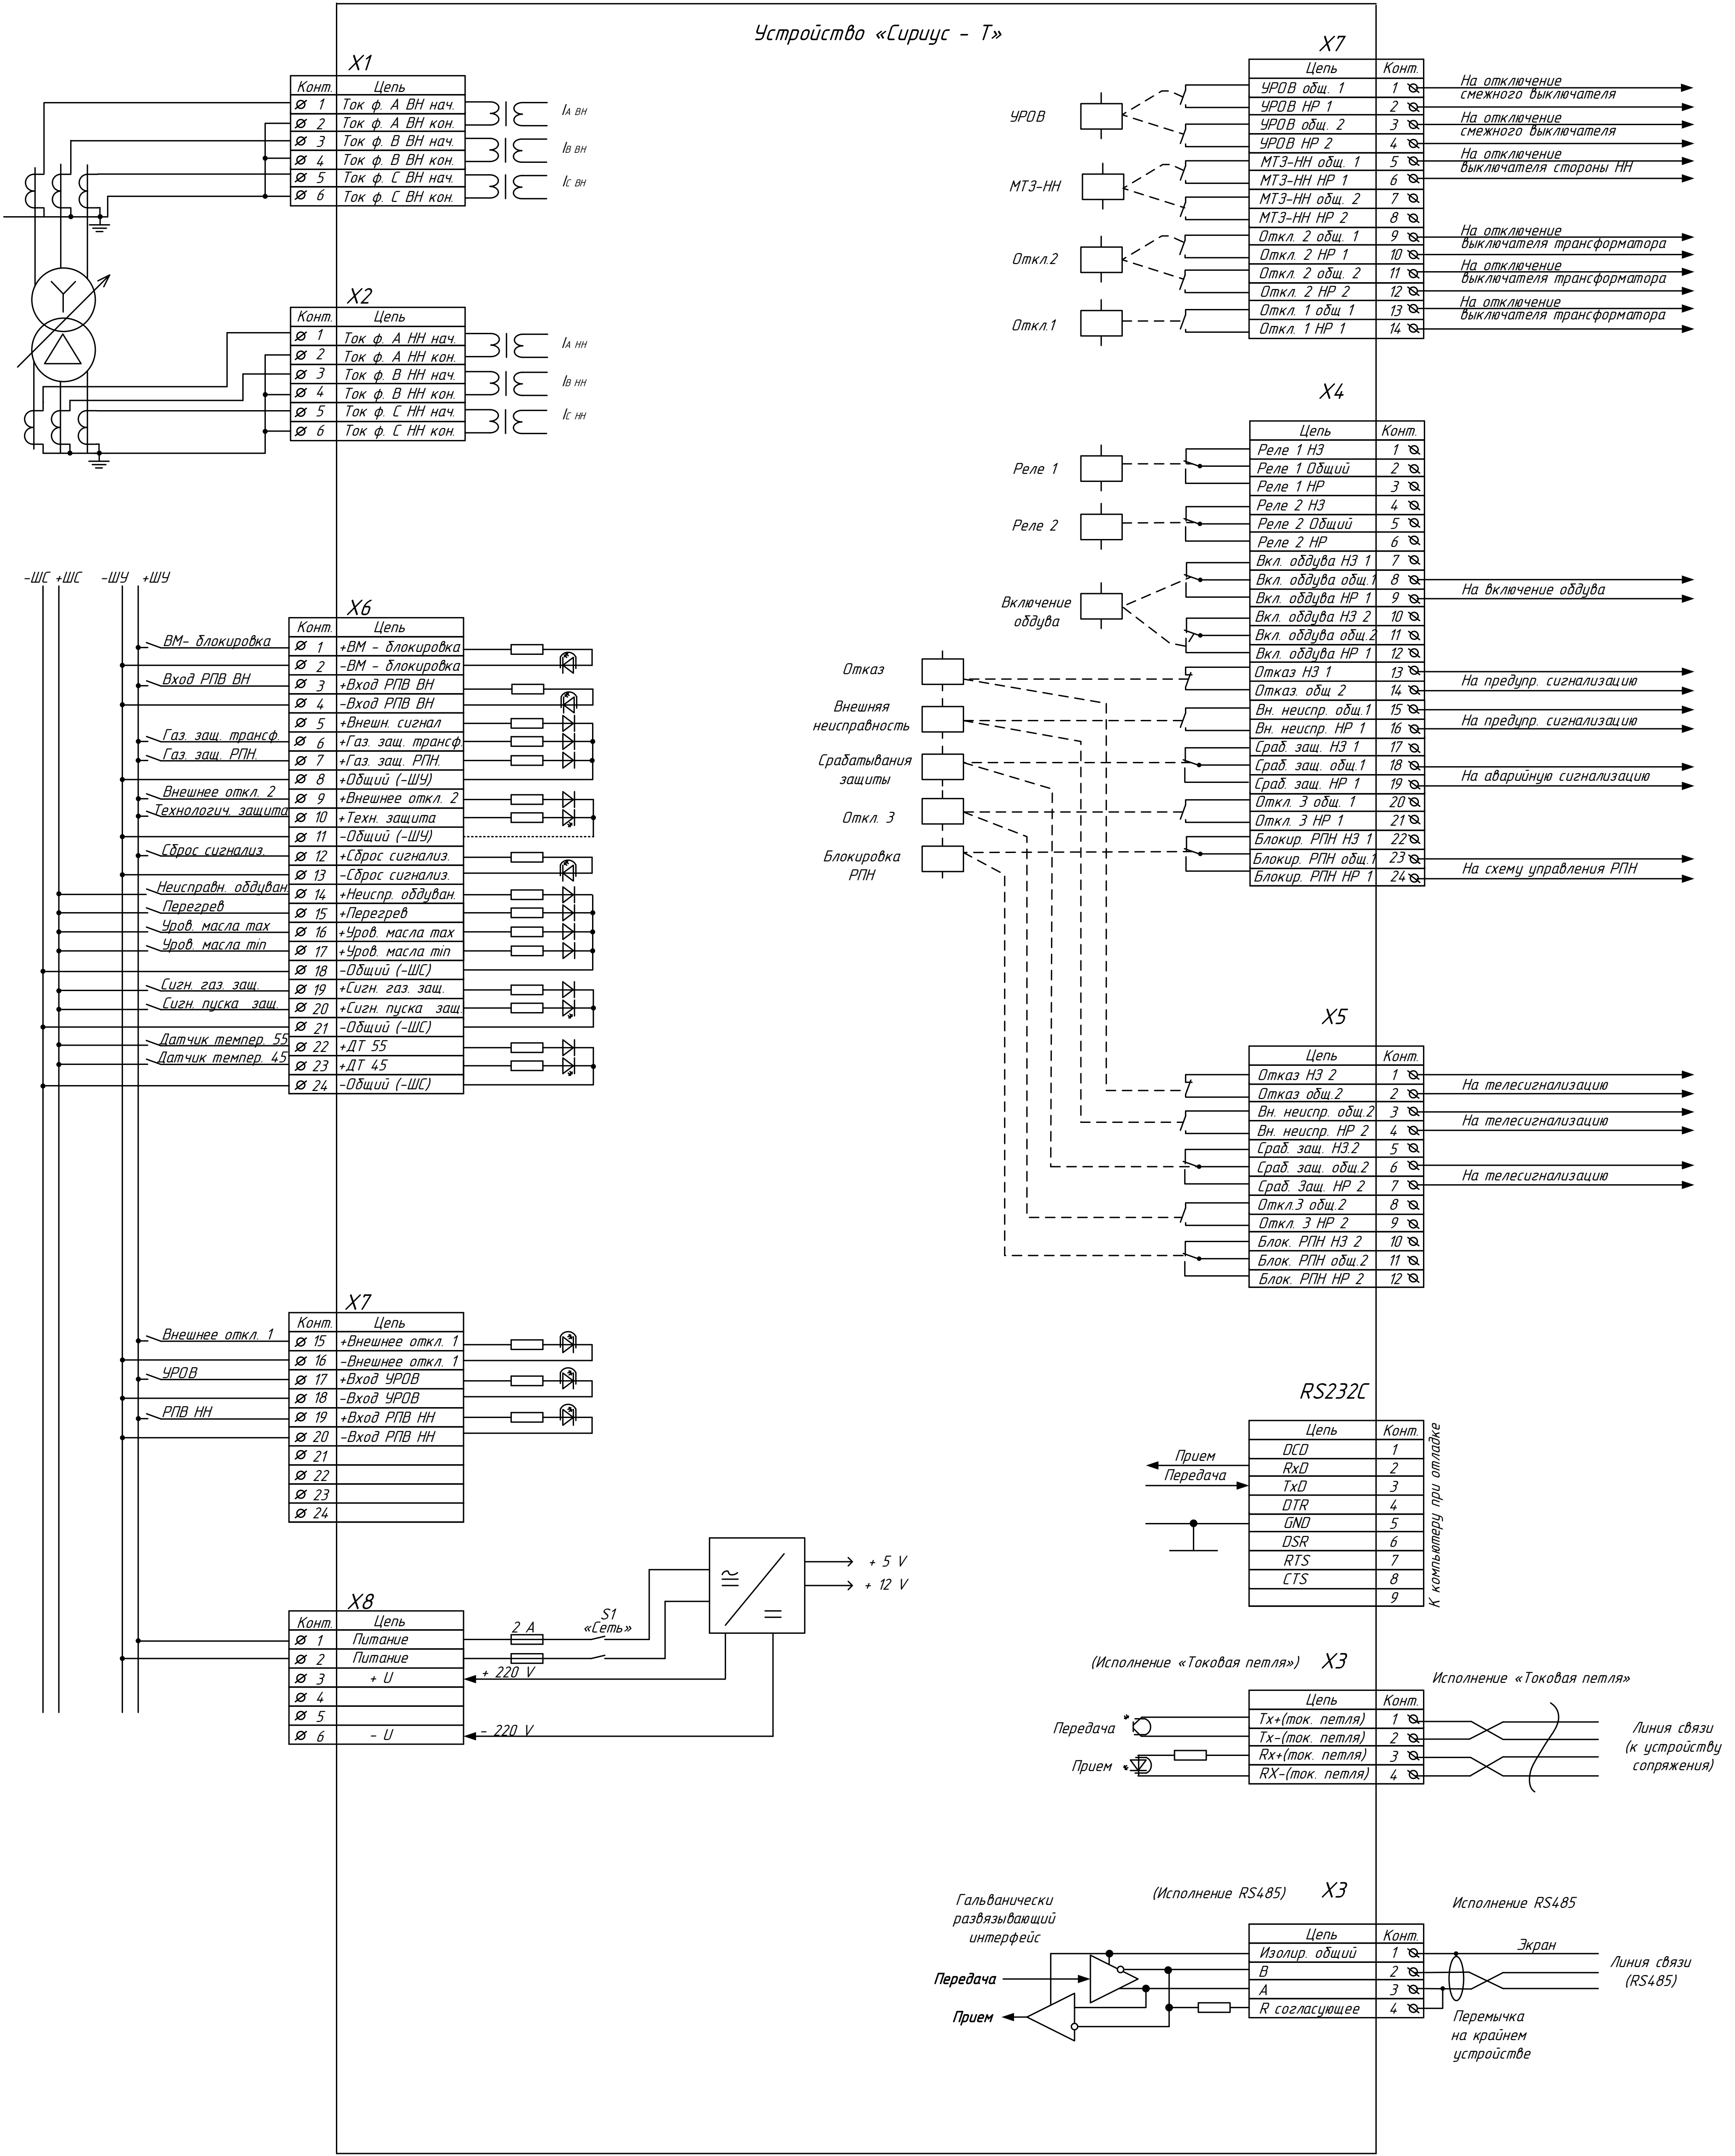 Устройство «Сириус - Т»
X1
Конт. Цепь
1 Ток ф. А ВН нач.
2 Ток ф. А ВН кон.
3 Ток ф. В ВН нач.
4 Ток ф. В ВН кон.
5 Ток ф. С ВН нач.
6 Ток ф. С ВН кон.
IА ВН
IВ ВН
IС ВН
X2
Конт. Цепь
1 Ток ф. А НН нач.
2 Ток ф. А НН кон.
3 Ток ф. В НН нач.
4 Ток ф. В НН кон.
5 Ток ф. С НН нач.
6 Ток ф. С НН кон.
IА НН
IВ НН
IС НН
-ШС +ШС -ШУ +ШУ
X6
Конт. Цепь
ВМ- блокировка 1 +ВМ - блокировка
2 -ВМ - блокировка
Вход РПВ ВН 3 +Вход РПВ ВН
4 -Вход РПВ ВН
5 +Внешн. сигнал
Газ. защ. трансф. 6 +Газ. защ. трансф.
Газ. защ. РПН. 7 +Газ. защ. РПН.
8 +Общий (-ШУ)
Внешнее откл. 2 9 +Внешнее откл. 2
Технологич. защита 10 +Техн. защита
11 -Общий (-ШУ)
Сброс сигнализ. 12 +Сброс сигнализ.
13 -Сброс сигнализ.
Неисправн. обдуван. 14 +Неиспр. обдуван.
Перегрев 15 +Перегрев
Уров. масла max 16 +Уров. масла max
Уров. масла min 17 +Уров. масла min
18 -Общий (-ШС)
Сигн. газ. защ. 19 +Сигн. газ. защ.
Сигн. пуска защ. 20 +Сигн. пуска защ.
21 -Общий (-ШС)
Датчик темпер. 55 22 +ДТ 55
Датчик темпер. 45 23 +ДТ 45
24 -Общий (-ШС)
X7
Конт. Цепь
Внешнее откл. 1 15 +Внешнее откл. 1
16 -Внешнее откл. 1
УРОВ 17 +Вход УРОВ
18 -Вход УРОВ
РПВ НН 19 +Вход РПВ НН
20 -Вход РПВ НН
21
22
23
24
X8
Конт. Цепь
1 Питание
2 Питание
3 + U
4
5
6 - U
2 А
S1
«Сеть»
+ 220 V
- 220 V
+ 5 V
+ 12 V
X7
Цепь Конт.
УРОВ общ. 1 1
УРОВ НР 1 2
УРОВ общ. 2 3
УРОВ НР 2 4
МТЗ-НН общ. 1 5
МТЗ-НН НР 1 6
МТЗ-НН общ. 2 7
МТЗ-НН НР 2 8
Откл. 2 общ. 1 9
Откл. 2 НР 1 10
Откл. 2 общ. 2 11
Откл. 2 НР 2 12
Откл. 1 общ 1 13
Откл. 1 НР 1 14
УРОВ
МТЗ-НН
Откл.2
Откл.1
На отключение
смежного выключателя
На отключение
смежного выключателя
На отключение
выключателя стороны НН
На отключение
выключателя трансформатора
На отключение
выключателя трансформатора
На отключение
выключателя трансформатора
X4
Цепь Конт.
Реле 1 НЗ 1
Реле 1 Общий 2
Реле 1 НР 3
Реле 2 НЗ 4
Реле 2 Общий 5
Реле 2 НР 6
Вкл. обдува НЗ 1 7
Вкл. обдува общ.1 8
Вкл. обдува НР 1 9
Вкл. обдува НЗ 2 10
Вкл. обдува общ.2 11
Вкл. обдува НР 1 12
Отказ НЗ 1 13
Отказ. общ 2 14
Вн. неиспр. общ.1 15
Вн. неиспр. НР 1 16
Сраб. защ. НЗ 1 17
Сраб. защ. общ.1 18
Сраб. защ. НР 1 19
Откл. 3 общ. 1 20
Откл. 3 НР 1 21
Блокир. РПН НЗ 1 22
Блокир. РПН общ.1 23
Блокир. РПН НР 1 24
Реле 1
Реле 2
Включение
обдува
Отказ
Внешняя
неисправность
Срабатывания
защиты
Откл. 3
Блокировка
РПН
На включение обдува
На предупр. сигнализацию
На предупр. сигнализацию
На аварийную сигнализацию
На схему управления РПН
X5
Цепь Конт.
Отказ НЗ 2 1
Отказ общ.2 2
Вн. неиспр. общ.2 3
Вн. неиспр. НР 2 4
Сраб. защ. НЗ.2 5
Сраб. защ. общ.2 6
Сраб. Защ. НР 2 7
Откл.3 общ.2 8
Откл. 3 НР 2 9
Блок. РПН НЗ 2 10
Блок. РПН общ.2 11
Блок. РПН НР 2 12
На телесигнализацию
На телесигнализацию
На телесигнализацию
RS232C
Цепь Конт.
DCD 1
RxD 2
TxD 3
DTR 4
GND 5
DSR 6
RTS 7
CTS 8
9
Прием
Передача
К компьютеру при отладке
(Исполнение «Токовая петля») X3
Исполнение «Токовая петля»
Цепь Конт.
Tx+(ток. петля) 1
Tx-(ток. петля) 2
Rx+(ток. петля) 3
RX-(ток. петля) 4
Передача
Прием
Линия связи
(к устройству
сопряжения)
(Исполнение RS485) X3
Исполнение RS485
Гальванически
развязывающий
интерфейс
Цепь Конт.
Изолир. общий 1
B 2
A 3
R согласующее 4
Передача
Прием
Экран
Линия связи
(RS485)
Перемычка
на крайнем
устройстве